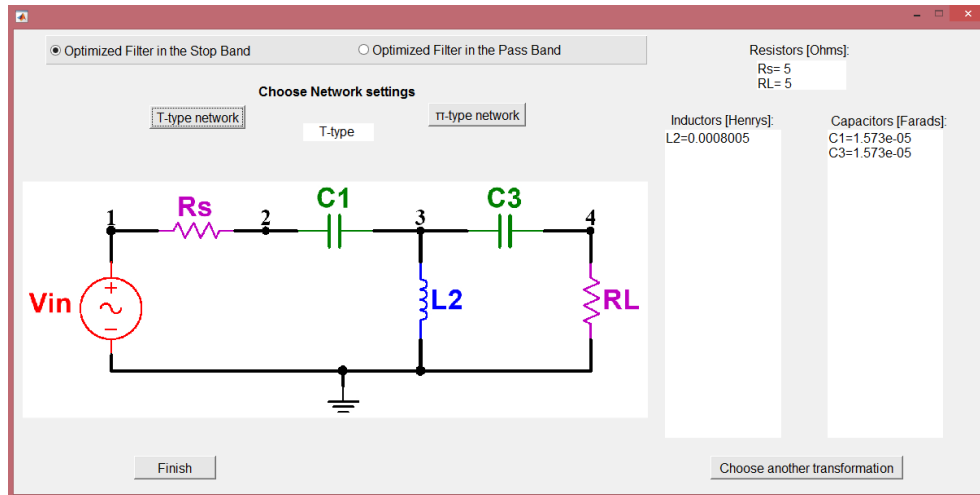 Optimized Filter in the Stop Band
Optimized Filter in the Pass Band
Choose Network settings
T-type network
π-type network
T-type
Resistors [Ohms]:
Rs= 5
RL= 5
Inductors [Henrys]:
L2=0.0008005
Capacitors [Farads]:
C1=1.573e-05
C3=1.573e-05
1
Rs
2
C1
3
C3
4
Vin
L2
RL
Finish
Choose another transformation